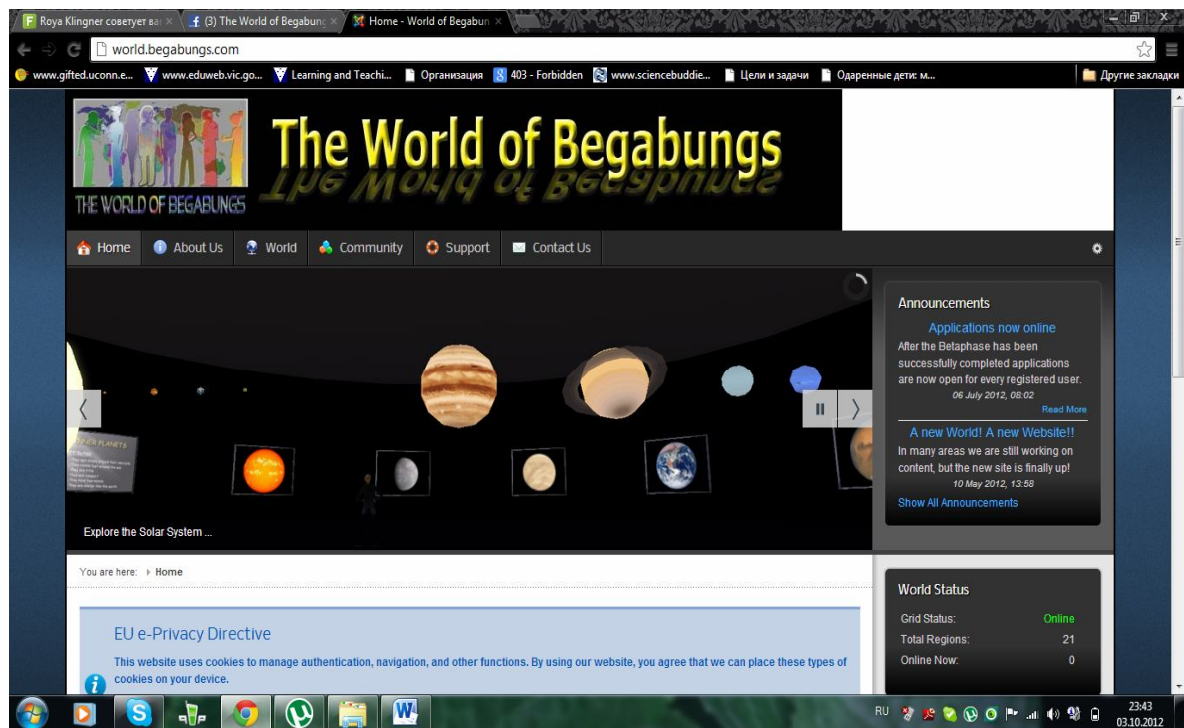 Roya Klingner советует ва
(3) The World of Begabung
Home - World of Begabun
world.begabungs.com
www.gifted.uconn.e...
www.eduweb.vic.go...
Learning and Teachi...
Организация
403 - Forbidden
www.sciencebuddie...
Цели и задачи
Одаренные дети: м...
Другие закладки
THE WORLD OF BEGABUNGS
The World of Begabungs
Home
About Us
World
Community
Support
Contact Us
INNER PLANETS
Explore the Solar System ...
Announcements
Applications now online
After the Betaphase has been
successfully completed applications
are now open for every registered user.
06 July 2012, 08:02
Read More
A new World! A new Website!!
In many areas we are still working on
content, but the new site is finally up!
10 May 2012, 13:58
Show All Announcements
You are here: Home
EU e-Privacy Directive
This website uses cookies to manage authentication, navigation, and other functions. By using our website, you agree that we can place these types of
cookies on your device.
World Status
Grid Status: Online
Total Regions: 21
Online Now: 0
RU
23:43
03.10.2012